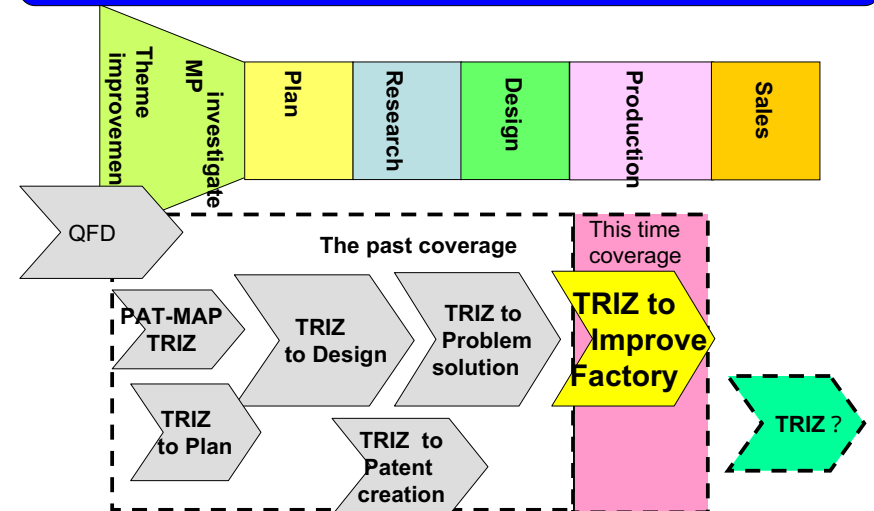 Theme
improvemen
MP
investigate
Plan
Research
Design
Production
Sales
QFD
The past coverage
This time
coverage
PAT-MAP
TRIZ
TRIZ
to Design
TRIZ to
Problem
solution
TRIZ to
Improve
Factory
TRIZ
to Plan
TRIZ to
Patent
creation
TRIZ ?